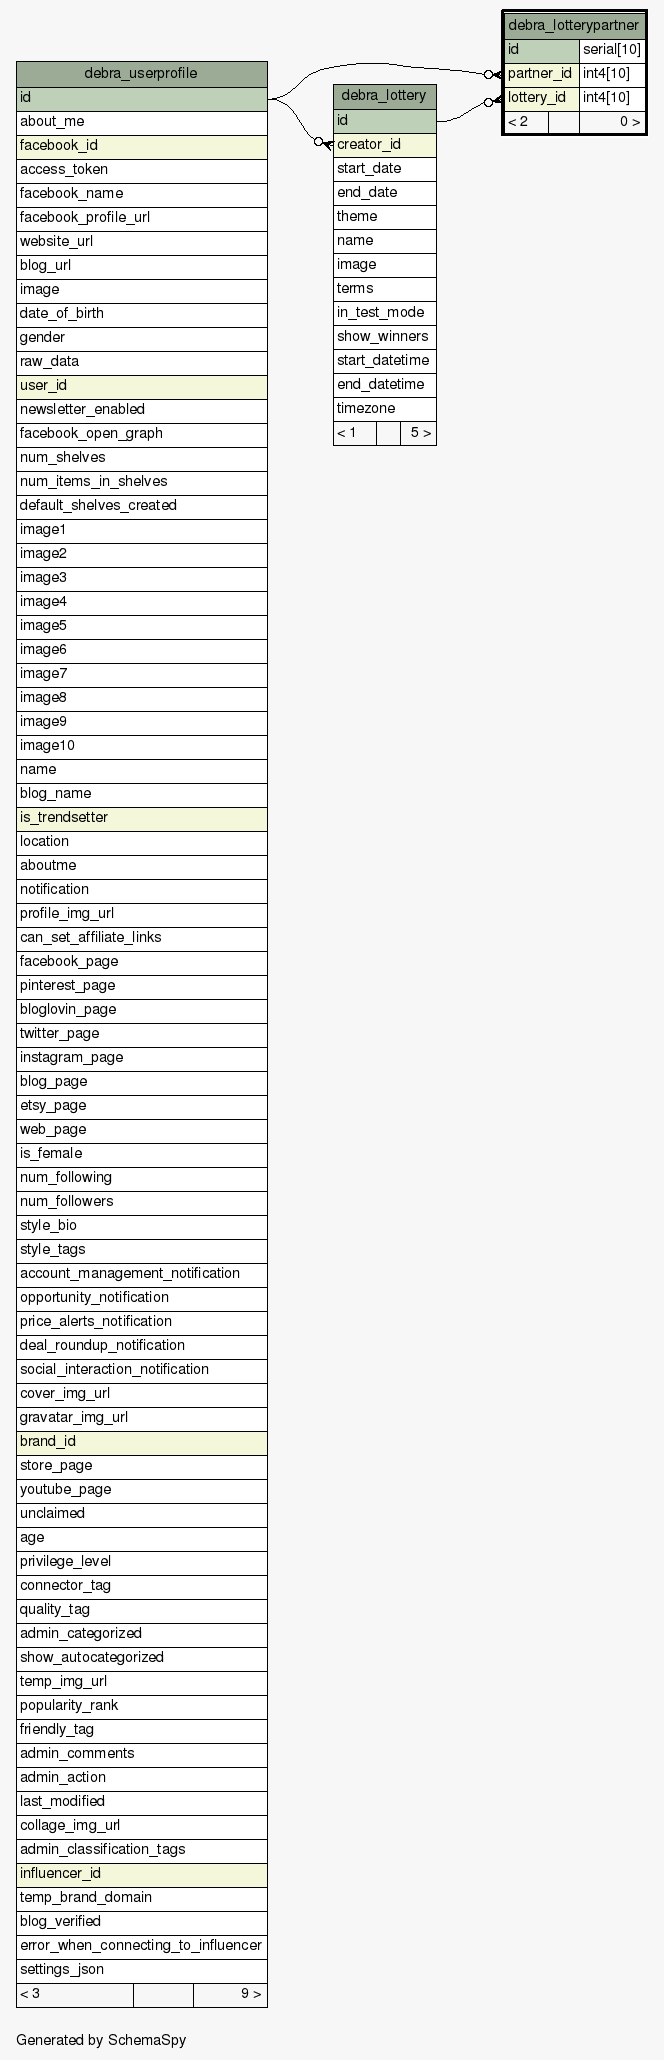 debra_lotterypartner
id serial[10]
partner_id int4[10]
lottery_id int4[10]
< 2 0 >
debra_userprofile
id
about_me
facebook_id
access_token
facebook_name
facebook_profile_url
website_url
blog_url
image
date_of_birth
gender
raw_data
user_id
newsletter_enabled
facebook_open_graph
num_shelves
num_items_in_shelves
default_shelves_created
image1
image2
image3
image4
image5
image6
image7
image8
image9
image10
name
blog_name
is_trendsetter
location
aboutme
notification
profile_img_url
can_set_affiliate_links
facebook_page
pinterest_page
bloglovin_page
twitter_page
instagram_page
blog_page
etsy_page
web_page
is_female
num_following
num_followers
style_bio
style_tags
account_management_notification
opportunity_notification
price_alerts_notification
deal_roundup_notification
social_interaction_notification
cover_img_url
gravatar_img_url
brand_id
store_page
youtube_page
unclaimed
age
privilege_level
connector_tag
quality_tag
admin_categorized
show_autocategorized
temp_img_url
popularity_rank
friendly_tag
admin_comments
admin_action
last_modified
collage_img_url
admin_classification_tags
influencer_id
temp_brand_domain
blog_verified
error_when_connecting_to_influencer
settings_json
< 3 9 >
debra_lottery
id
creator_id
start_date
end_date
theme
name
image
terms
in_test_mode
show_winners
start_datetime
end_datetime
timezone
< 1 5 >
Generated by SchemaSpy